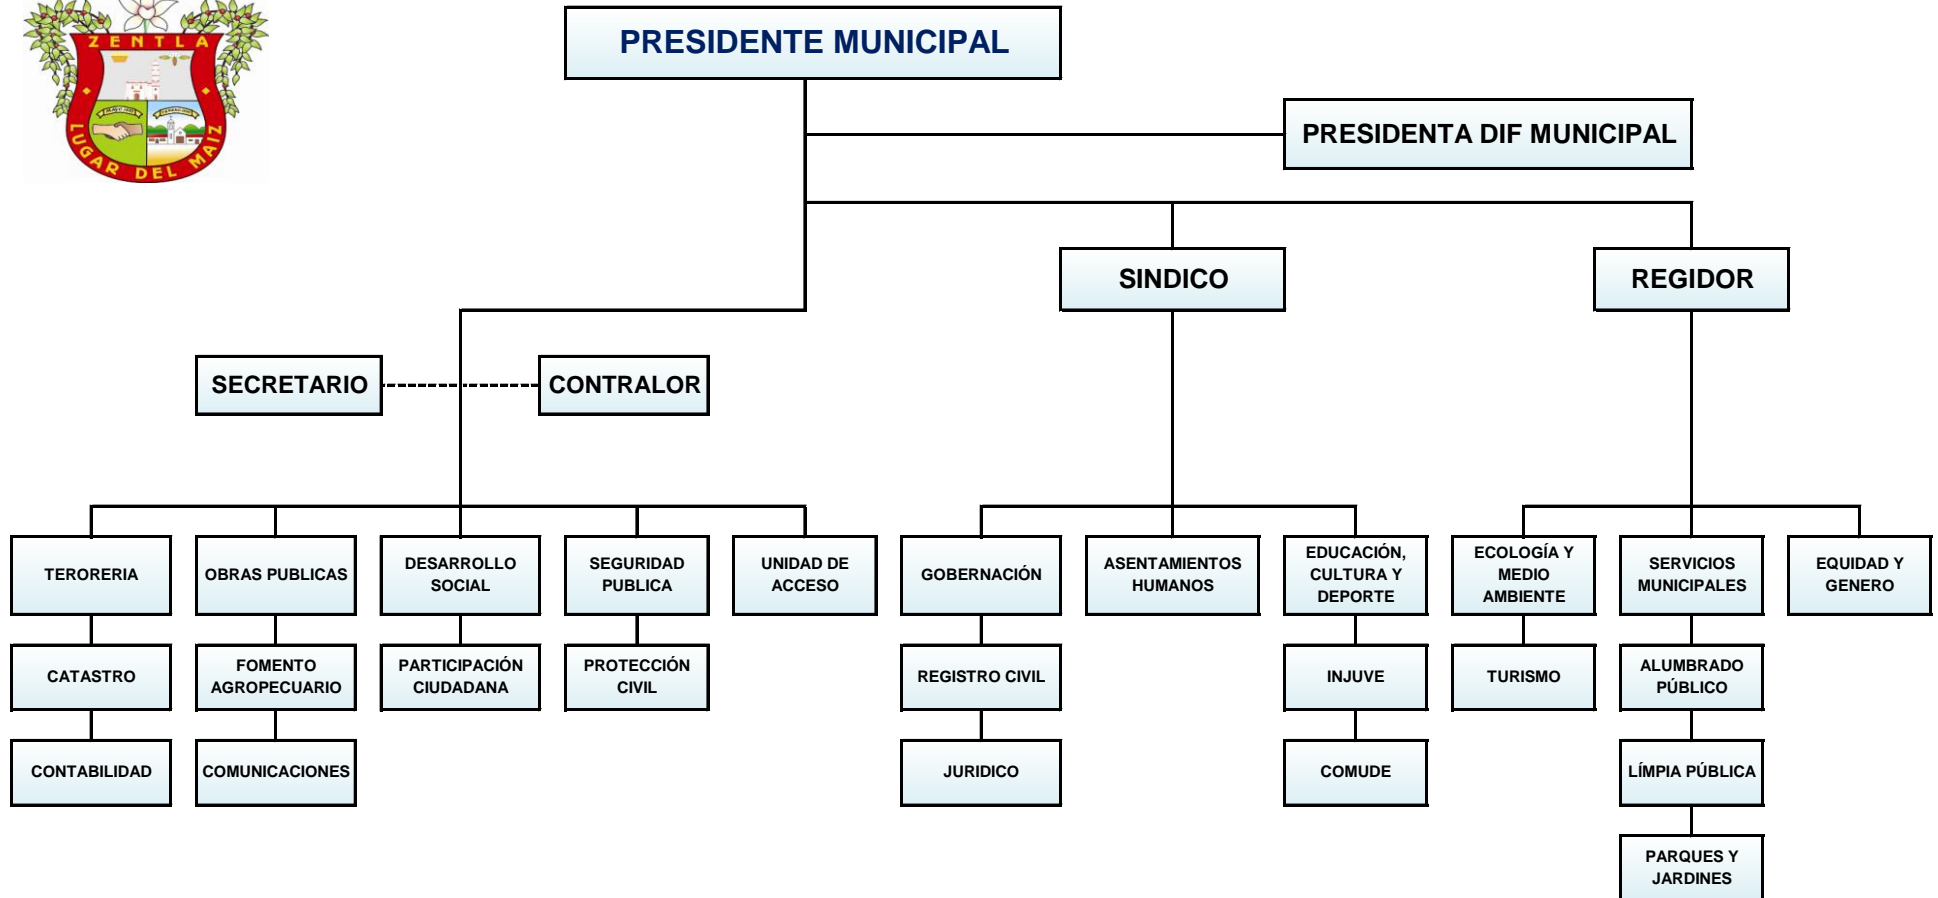 ZENTLA
LUGAR DEL MAIZ
PRESIDENTE MUNICIPAL
PRESIDENTA DIF MUNICIPAL
SINDICO
REGIDOR
SECRETARIO
CONTRALOR
TERORERIA
OBRAS PUBLICAS
DESARROLLO
SOCIAL
SEGURIDAD
PUBLICA
UNIDAD DE
ACCESO
GOBERNACIÓN
ASENTAMIENTOS
HUMANOS
EDUCACIÓN,
CULTURA Y
DEPORTE
ECOLOGÍA Y
MEDIO
AMBIENTE
SERVICIOS
MUNICIPALES
EQUIDAD Y
GENERO
CATASTRO
FOMENTO
AGROPECUARIO
PARTICIPACIÓN
CIUDADANA
PROTECCIÓN
CIVIL
REGISTRO CIVIL
INJUVE
TURISMO
ALUMBRADO
PÚBLICO
CONTABILIDAD
COMUNICACIONES
JURIDICO
COMUDE
LÍMPIA PÚBLICA
PARQUES Y
JARDINES